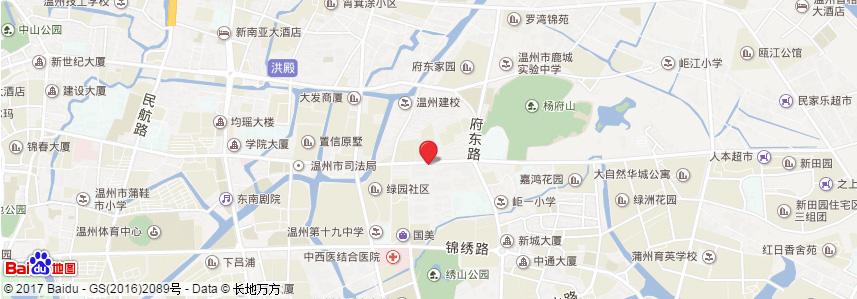 温州技工学校
宵箕涂小区
罗湾锦苑
大酒店
中山公园
新南亚大酒店
瓯江公馆
新世纪大厦
洪殿
府东家园
温州市鹿城
实验中学
岠江小学
大酒店
建设大厦
大发商厦
温州建校
杨府山
民家乐超市
玛
民航路
均瑶大楼
府东路
锦春大厦
学院大厦
置信原墅
温州市司法局
人本超市
新田园
温州市蒲鞋
市小学
东南剧院
绿园社区
嘉鸿花园
大自然华城公寓
之上
岠一小学
绿洲花园
新田园住宅区
三组团
温州体育中心
温州第十九中学
国美
锦绣路
新城大厦
下吕浦
中西医结合医院
绣山公园
中通大厦
蒲州育英学校
红日香舍苑
Bai du 地图
© 2017 Baidu - GS(2016)2089号 - Data © 长地万方